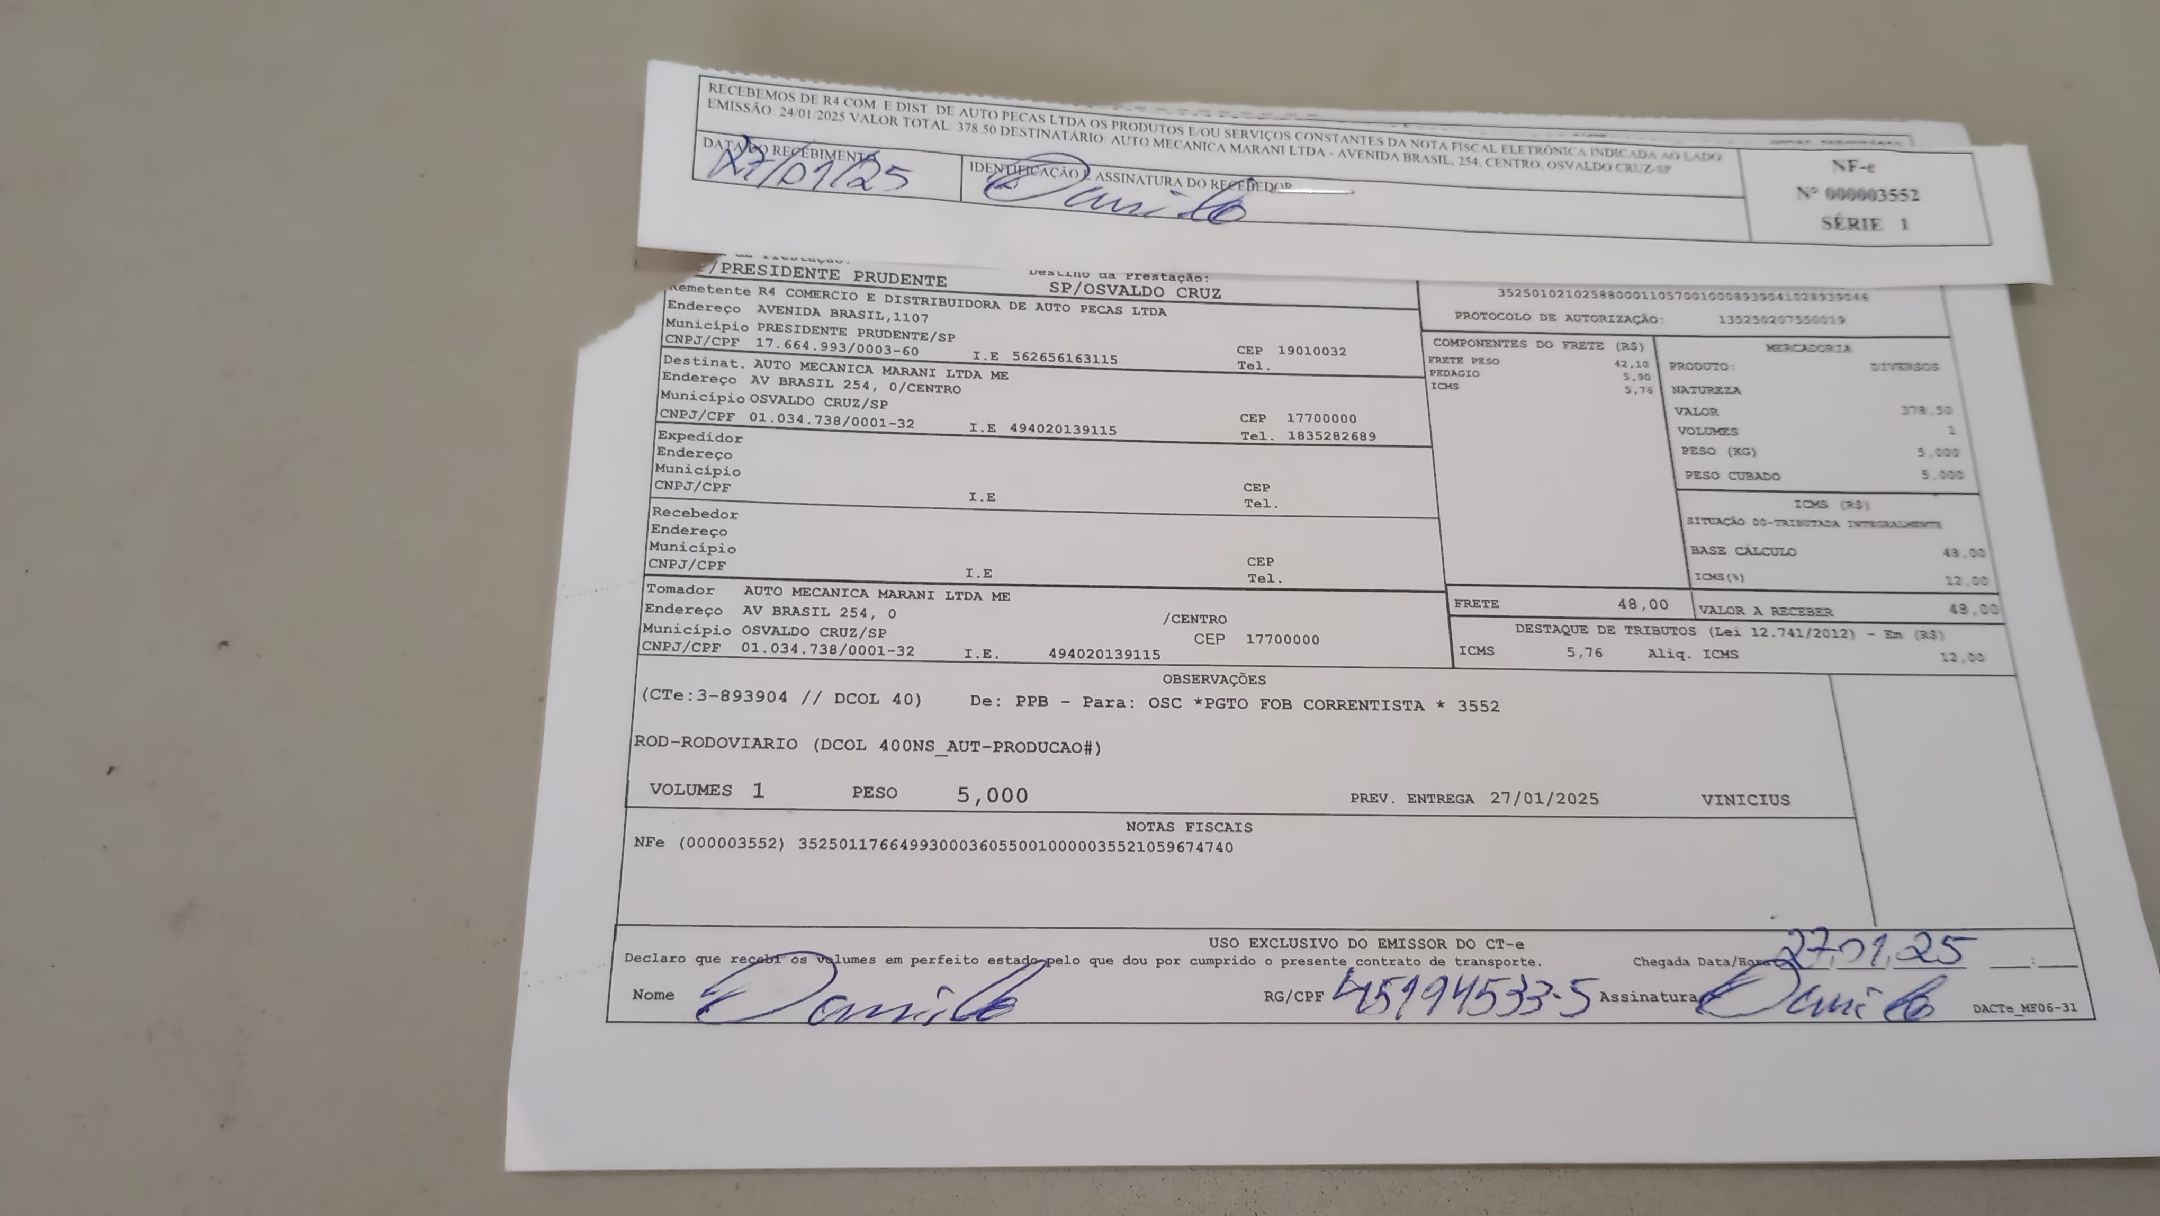 RECEBEMOS DE R4 COM. E DIST. DE AUTO PECAS LTDA OS PRODUTOS E/OU SERVIÇOS CONSTANTES DA NOTA FISCAL ELETRÔNICA INDICADA AO LADO
EMISSÃO: 24/01/2025 VALOR TOTAL: 378.50 DESTINATÁRIO: AUTO MECANICA MARANI LTDA - AVENIDA BRASIL, 254, CENTRO, OSVALDO CRUZ-SP
DATA DO RECEBIMENTO IDENTIFICAÇÃO E ASSINATURA DO RECEBEDOR
27/01/25 Danilo
NF-e
Nº 000003552
SÉRIE 1
/PRESIDENTE PRUDENTE
Destino da Prestação:
SP/OSVALDO CRUZ
Remetente R4 COMERCIO E DISTRIBUIDORA DE AUTO PECAS LTDA
Endereço AVENIDA BRASIL,1107
Município PRESIDENTE PRUDENTE/SP
CNPJ/CPF 17.664.993/0003-60 I.E 562656163115 CEP 19010032
Tel.
Destinat. AUTO MECANICA MARANI LTDA ME
Endereço AV BRASIL 254, 0/CENTRO
Município OSVALDO CRUZ/SP
CNPJ/CPF 01.034.738/0001-32 I.E 494020139115 CEP 17700000
Tel. 1835282689
Expedidor
Endereço
Município
CNPJ/CPF I.E CEP
Tel.
Recebedor
Endereço
Município
CNPJ/CPF I.E CEP
Tel.
Tomador AUTO MECANICA MARANI LTDA ME
Endereço AV BRASIL 254, 0 /CENTRO
Município OSVALDO CRUZ/SP CEP 17700000
CNPJ/CPF 01.034.738/0001-32 I.E. 494020139115
PROTOCOLO DE AUTORIZAÇÃO: 135250207550019
COMPONENTES DO FRETE (R$)
FRETE PESO 42,10
PEDAGIO 5,90
ICMS 5,76
MERCADORIA
PRODUTO: DIVERSOS
NATUREZA
VALOR 378,50
VOLUMES 1
PESO (KG) 5,000
PESO CUBADO 5,000
ICMS (R$)
SITUAÇÃO 00-TRIBUTADA INTEGRALMENTE
BASE CÁLCULO 48,00
ICMS(%) 12,00
FRETE 48,00 VALOR A RECEBER 48,00
DESTAQUE DE TRIBUTOS (Lei 12.741/2012) - Em (R$)
ICMS 5,76 Aliq. ICMS 12,00
OBSERVAÇÕES
(CTe:3-893904 // DCOL 40) De: PPB - Para: OSC *PGTO FOB CORRENTISTA * 3552
ROD-RODOVIARIO (DCOL 400NS_AUT-PRODUCAO#)
VOLUMES 1 PESO 5,000 PREV. ENTREGA 27/01/2025 VINICIUS
NOTAS FISCAIS
NFe (000003552) 35250117664993000360550010000035521059674740
USO EXCLUSIVO DO EMISSOR DO CT-e
Declaro que recebi os volumes em perfeito estado pelo que dou por cumprido o presente contrato de transporte. Chegada Data/Hora 27.01.25 __:__
Nome Danilo RG/CPF 45194533-5 Assinatura Danilo DACTe_MF06-31